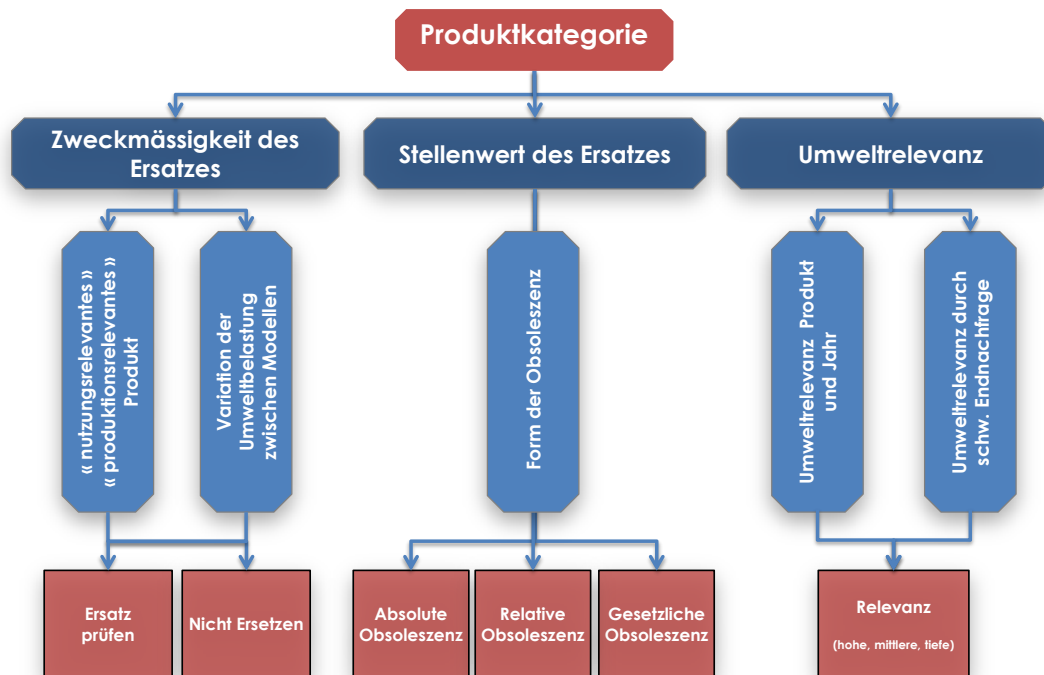 Produktkategorie
Zweckmässigkeit des
Ersatzes
Stellenwert des Ersatzes
Umweltrelevanz
« nutzungsrelevantes »
« produktionsrelevantes »
Produkt
Variation der
Umweltbelastung
zwischen Modellen
Form der Obsoleszenz
Umweltrelevanz Produkt
und Jahr
Umweltrelevanz durch
schw. Endnachfrage
Ersatz
prüfen
Nicht Ersetzen
Absolute
Obsoleszenz
Relative
Obsoleszenz
Gesetzliche
Obsoleszenz
Relevanz
(hohe, mittlere, tiefe)